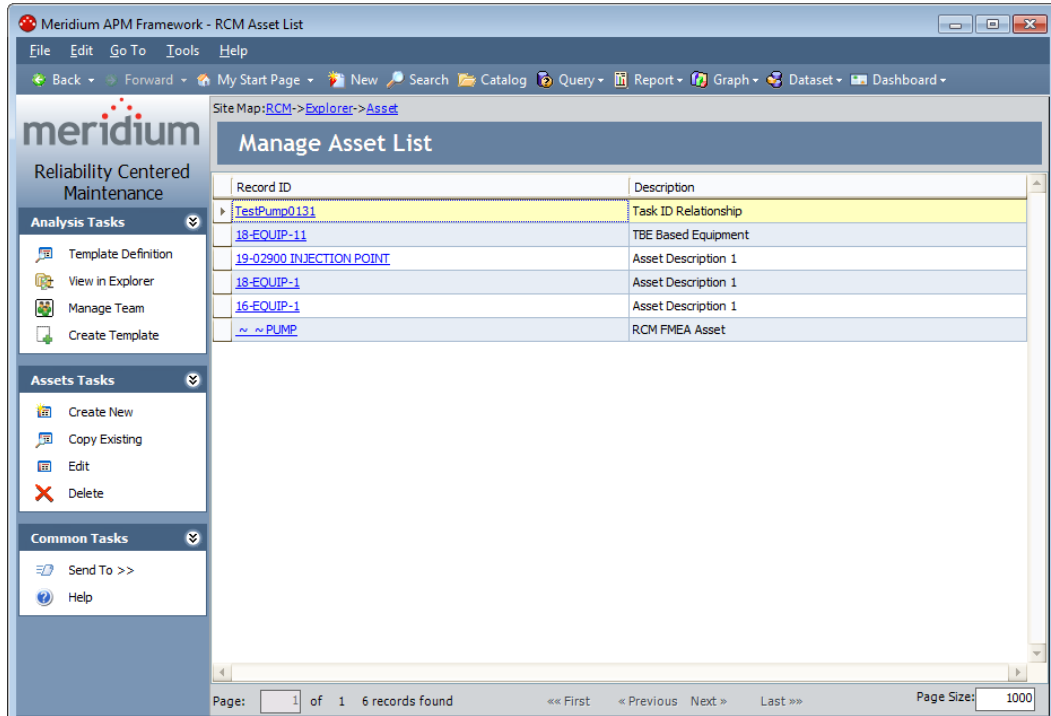 Meridium APM Framework - RCM Asset List
File Edit Go To Tools Help
Back Forward My Start Page New Search Catalog Query Report Graph Dataset Dashboard
meridium
Reliability Centered
Maintenance
Analysis Tasks
Template Definition
View in Explorer
Manage Team
Create Template
Assets Tasks
Create New
Copy Existing
Edit
Delete
Common Tasks
Send To >>
Help
Site Map:RCM->Explorer->Asset
Manage Asset List
Record ID Description
TestPump0131 Task ID Relationship
18-EQUIP-11 TBE Based Equipment
19-02900 INJECTION POINT Asset Description 1
18-EQUIP-1 Asset Description 1
16-EQUIP-1 Asset Description 1
~ ~ PUMP RCM FMEA Asset
Page: 1 of 1 6 records found «« First « Previous Next » Last »» Page Size: 1000